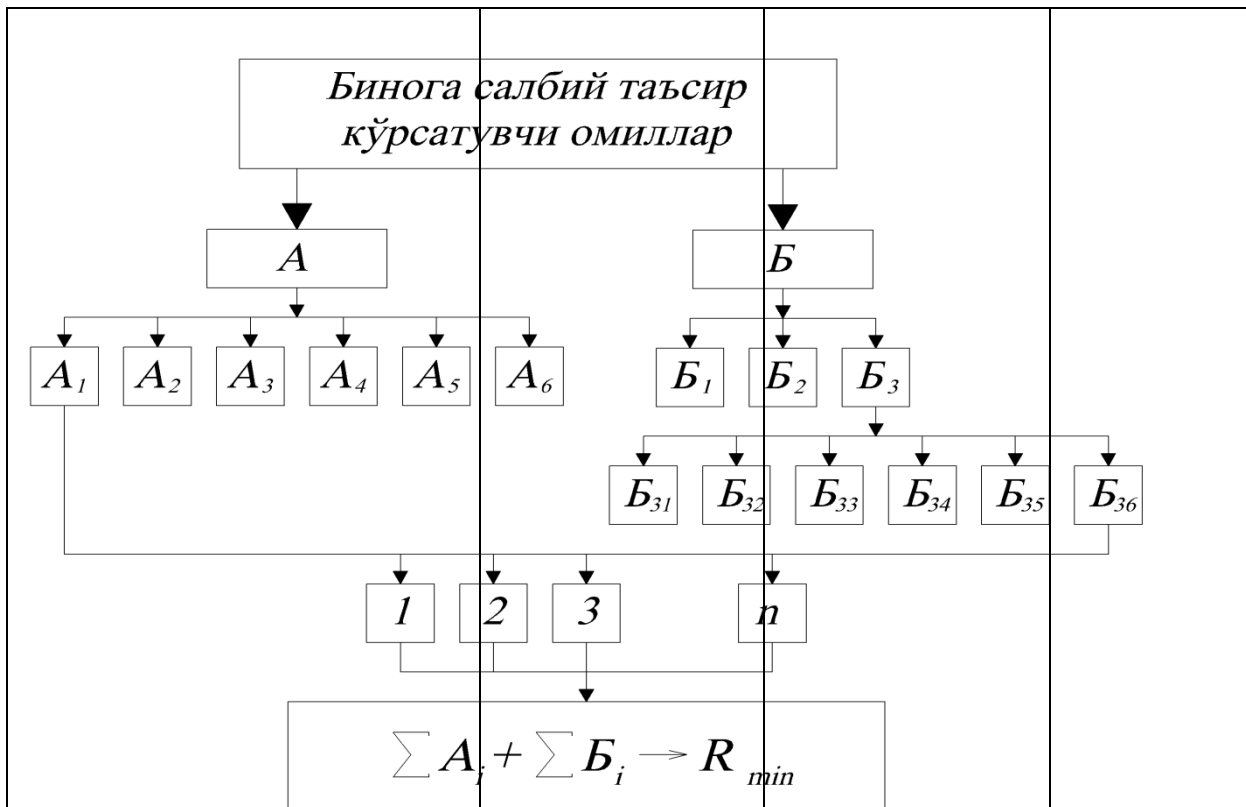 Бинога салбий таъсир
кўрсатувчи омиллар
А Б
А₁ А₂ А₃ А₄ А₅ А₆ Б₁ Б₂ Б₃
Б₃₁ Б₃₂ Б₃₃ Б₃₄ Б₃₅ Б₃₆
1 2 3 n
∑ Аᵢ + ∑ Бᵢ → R min